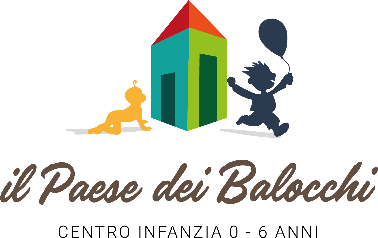 il Paese dei Balocchi
CENTRO INFANZIA 0 - 6 ANNI